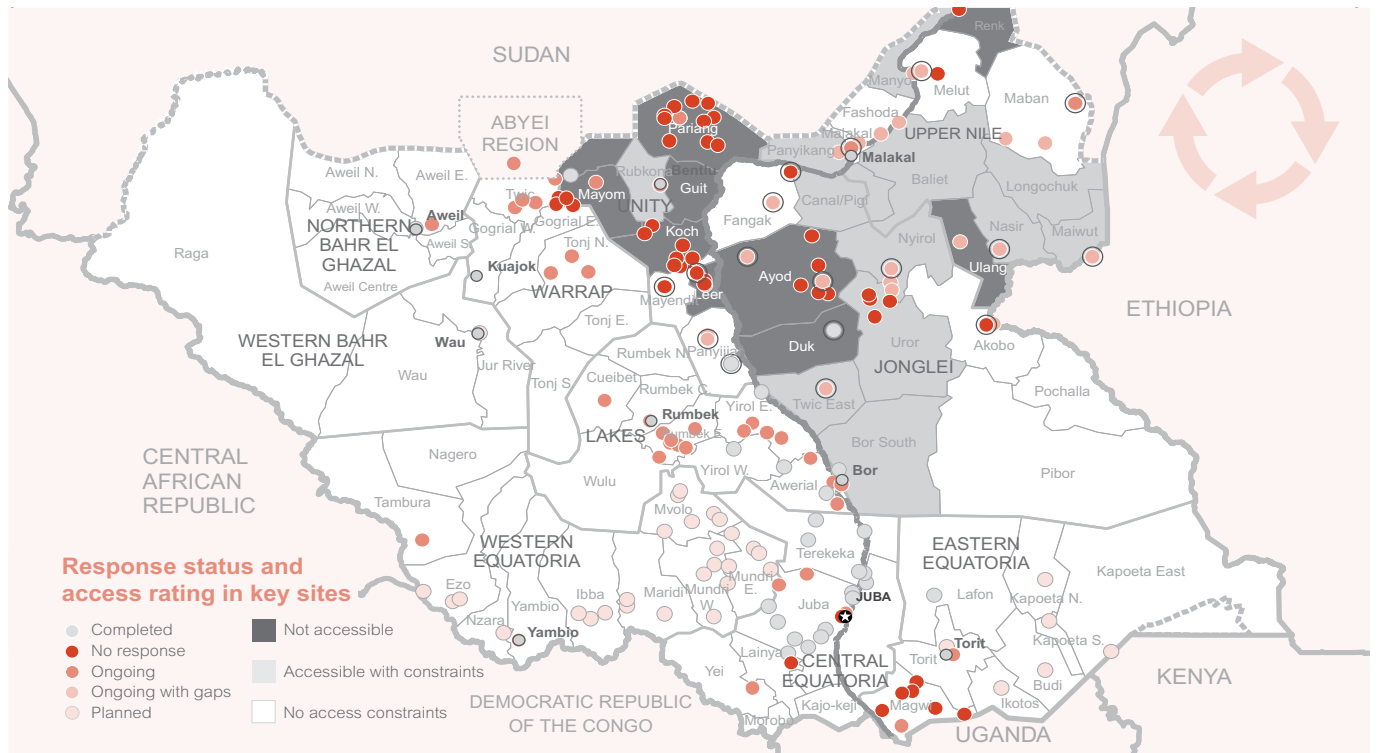 SUDAN
Renk
Manyo
Melut
Maban
ABYEI
REGION
Pariang
Fashoda
Malakal
UPPER NILE
Panyikang
Malakal
Aweil N.
Aweil E.
Rubkona
Bentiu
Guit
Baliet
Longochuk
Twic
Mayom
UNITY
Canal/Pigi
Aweil W.
Aweil
NORTHERN
BAHR EL
GHAZAL
Aweil S.
Gogrial W.
Gogrial E.
Fangak
Nyirol
Nasir
Maiwut
Koch
Tonj N.
Raga
Aweil Centre
Kuajok
WARRAP
Mayendit
Leer
Ayod
Ulang
ETHIOPIA
Tonj E.
WESTERN BAHR
EL GHAZAL
Wau
Jur River
Wau
Rumbek N.
Panyijia
Duk
Uror
JONGLEI
Akobo
Tonj S.
Cueibet
Rumbek C.
Pochalla
Yirol E.
Twic East
Rumbek
LAKES
Rumbek E.
Bor South
CENTRAL
AFRICAN
REPUBLIC
Nagero
Yirol W.
Bor
Pibor
Wulu
Awerial
Tambura
Mvolo
WESTERN
EQUATORIA
Terekeka
EASTERN
EQUATORIA
Kapoeta East
Response status and
access rating in key sites
Ezo
Ibba
Maridi
Mundri
W.
Mundri
E.
Juba
JUBA
Lafon
Kapoeta N.
Nzara
Yambio
Yambio
Kapoeta S.
Completed
No response
Ongoing
Ongoing with gaps
Planned
Not accessible
Accessible with constraints
No access constraints
Lainya
Yei
CENTRAL
EQUATORIA
Torit
Torit
Budi
Ikotos
KENYA
DEMOCRATIC REPUBLIC
OF THE CONGO
Morobo
Kajo-keji
Magwi
UGANDA